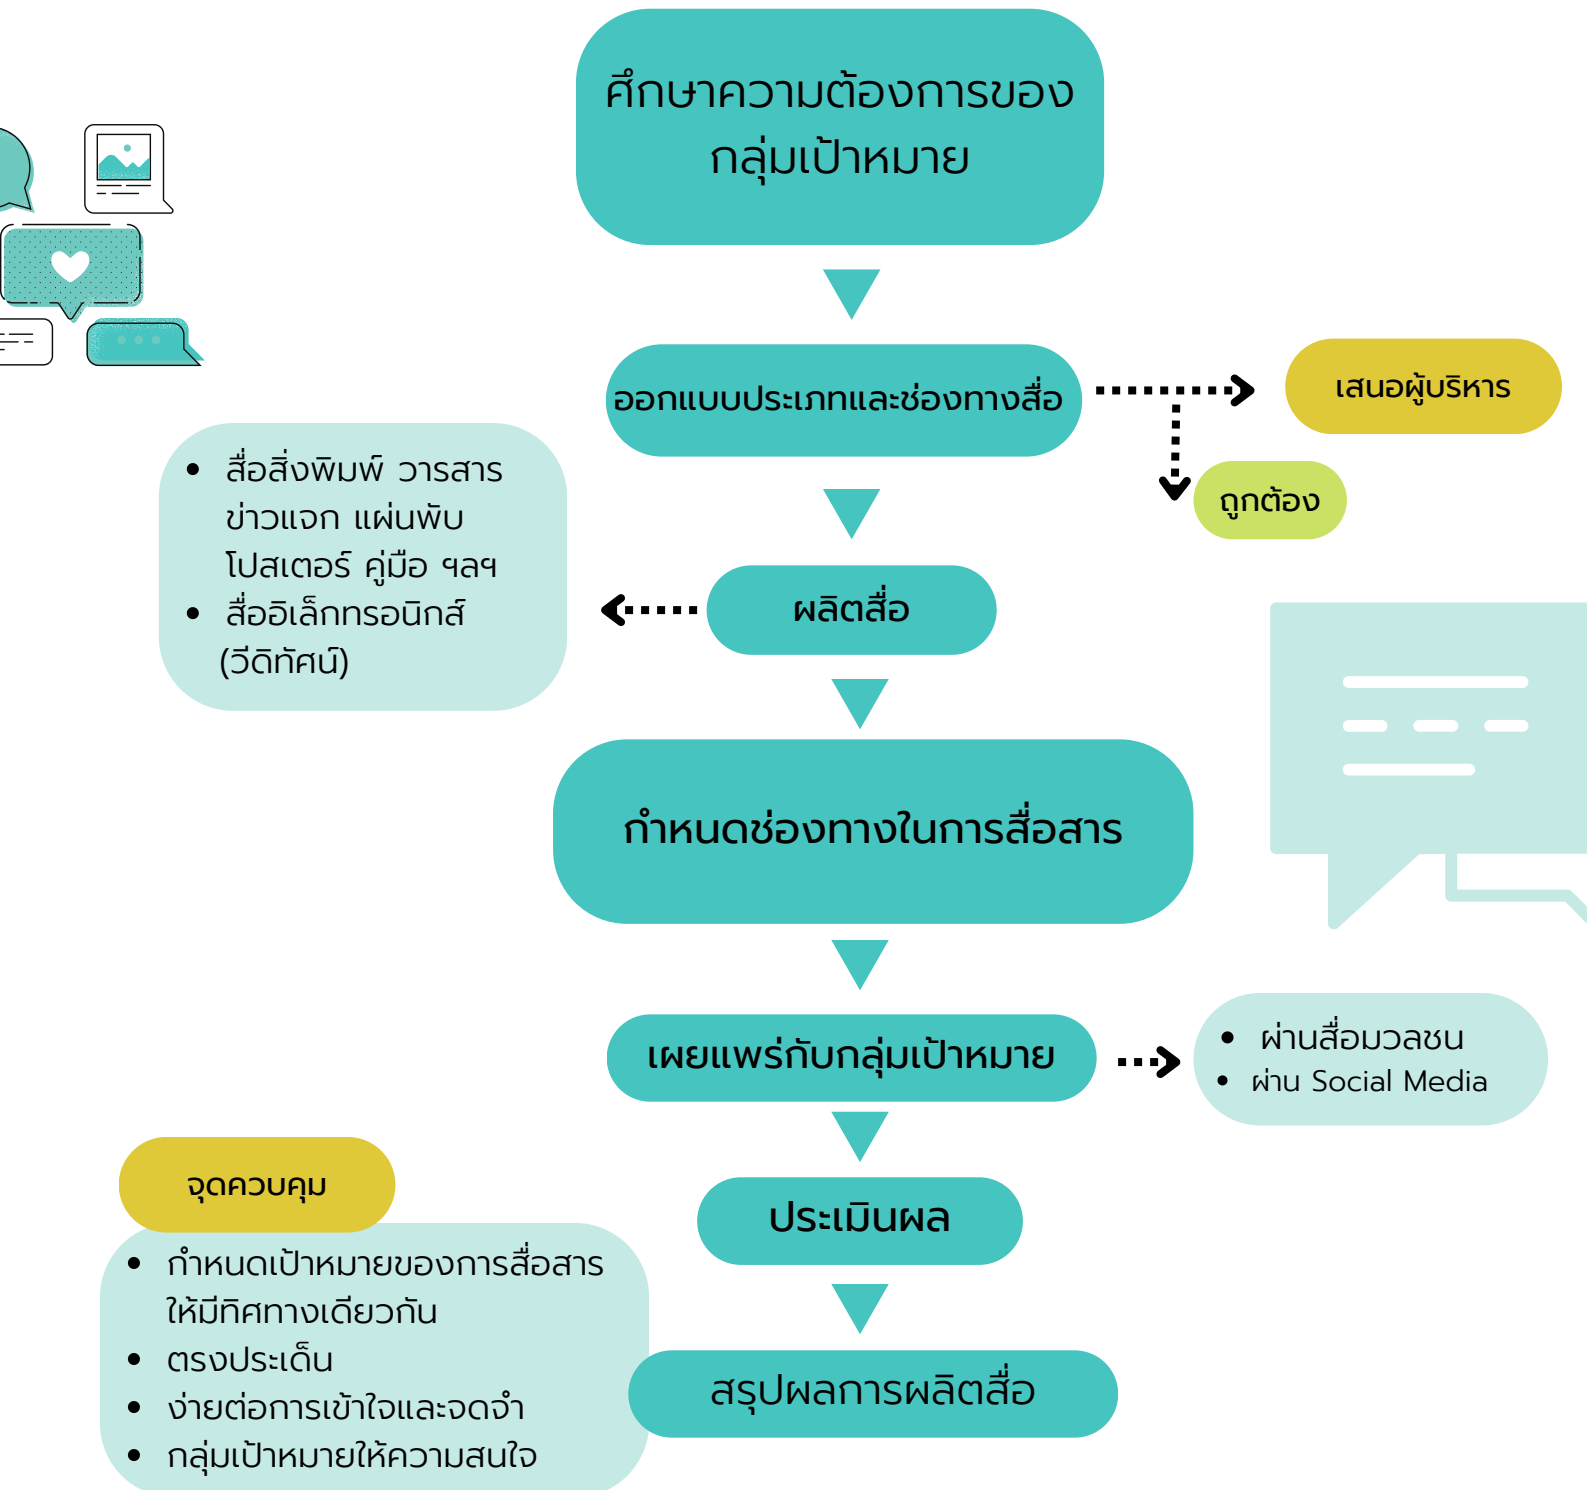 ศึกษาความต้องการของ
กลุ่มเป้าหมาย
ออกแบบประเภทและช่องทางสื่อ
เสนอผู้บริหาร
ถูกต้อง
• สื่อสิ่งพิมพ์ วารสาร
ข่าวแจก แผ่นพับ
โปสเตอร์ คู่มือ ฯลฯ
• สื่ออิเล็กทรอนิกส์
(วีดิทัศน์)
ผลิตสื่อ
กำหนดช่องทางในการสื่อสาร
เผยแพร่กับกลุ่มเป้าหมาย
• ผ่านสื่อมวลชน
• ผ่าน Social Media
ประเมินผล
จุดควบคุม
• กำหนดเป้าหมายของการสื่อสาร
ให้มีทิศทางเดียวกัน
• ตรงประเด็น
• ง่ายต่อการเข้าใจและจดจำ
• กลุ่มเป้าหมายให้ความสนใจ
สรุปผลการผลิตสื่อ